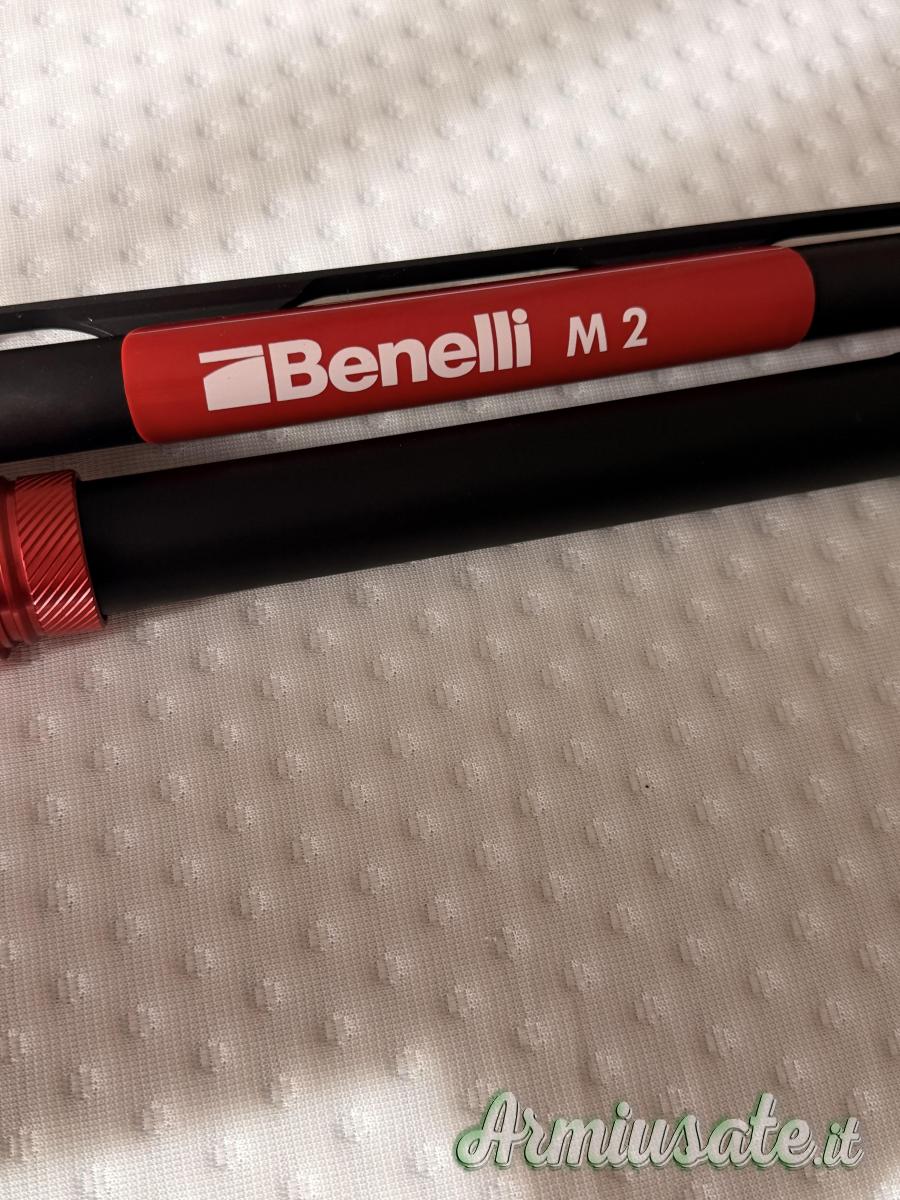 Benelli M 2
Armiusate.it